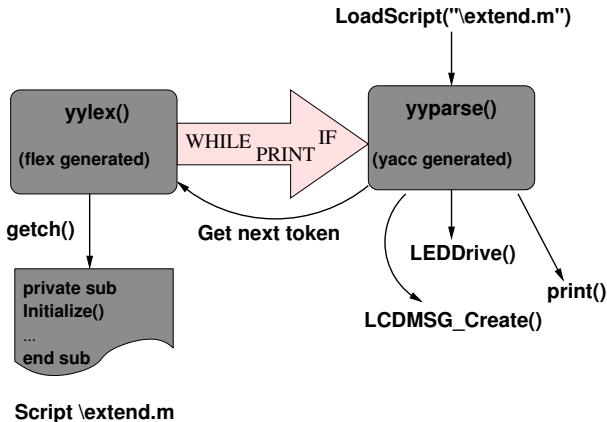 LoadScript("\extend.m")
yylex()
(flex generated)
WHILE PRINT IF
yyparse()
(yacc generated)
getch()
Get next token
LEDDrive()
print()
LCDMSG_Create()
private sub
Initialize()
...
end sub
Script \extend.m